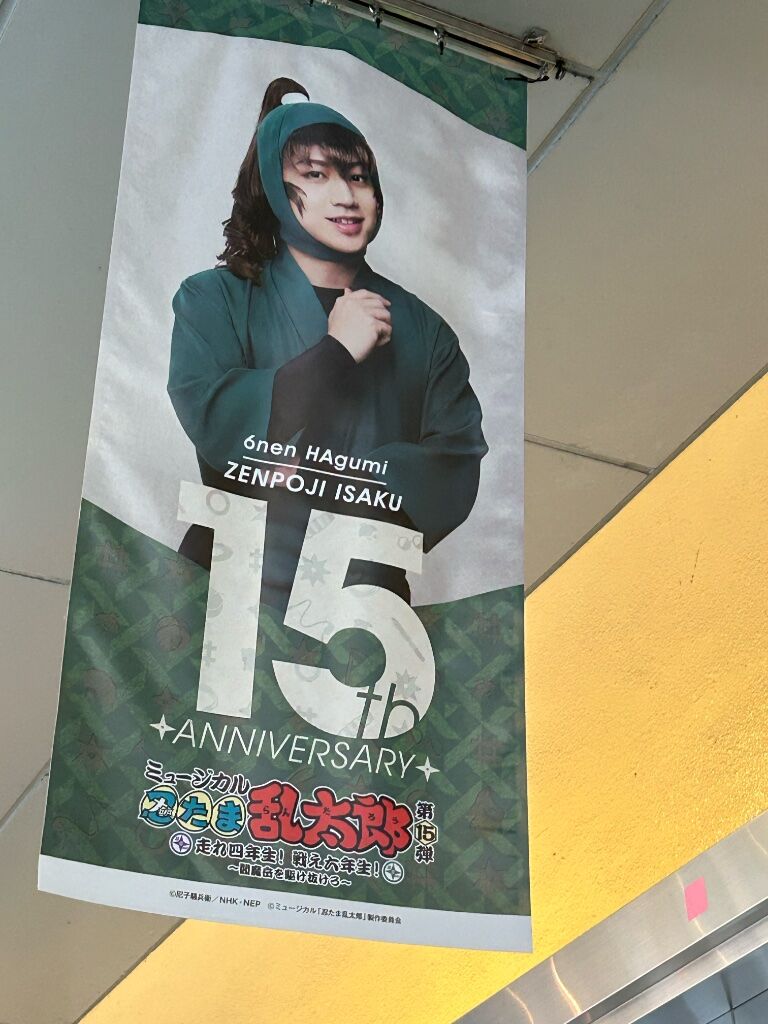 6nen HAgumi
ZENPOJI ISAKU
15th
ANNIVERSARY
ミュージカル
忍たま乱太郎 第15弾
走れ四年生!戦え六年生!
~図魔会を駆け抜けろ~
©尼子騒兵衛/NHK・NEP ©ミュージカル「忍たま乱太郎」製作委員会